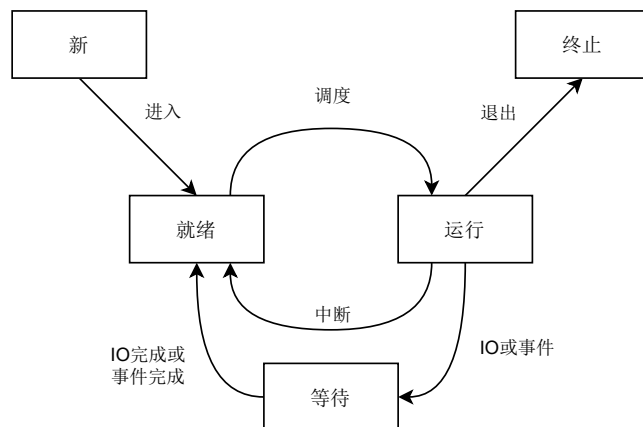 新
终止
进入
调度
退出
就绪
运行
中断
IO完成或
事件完成
IO或事件
等待